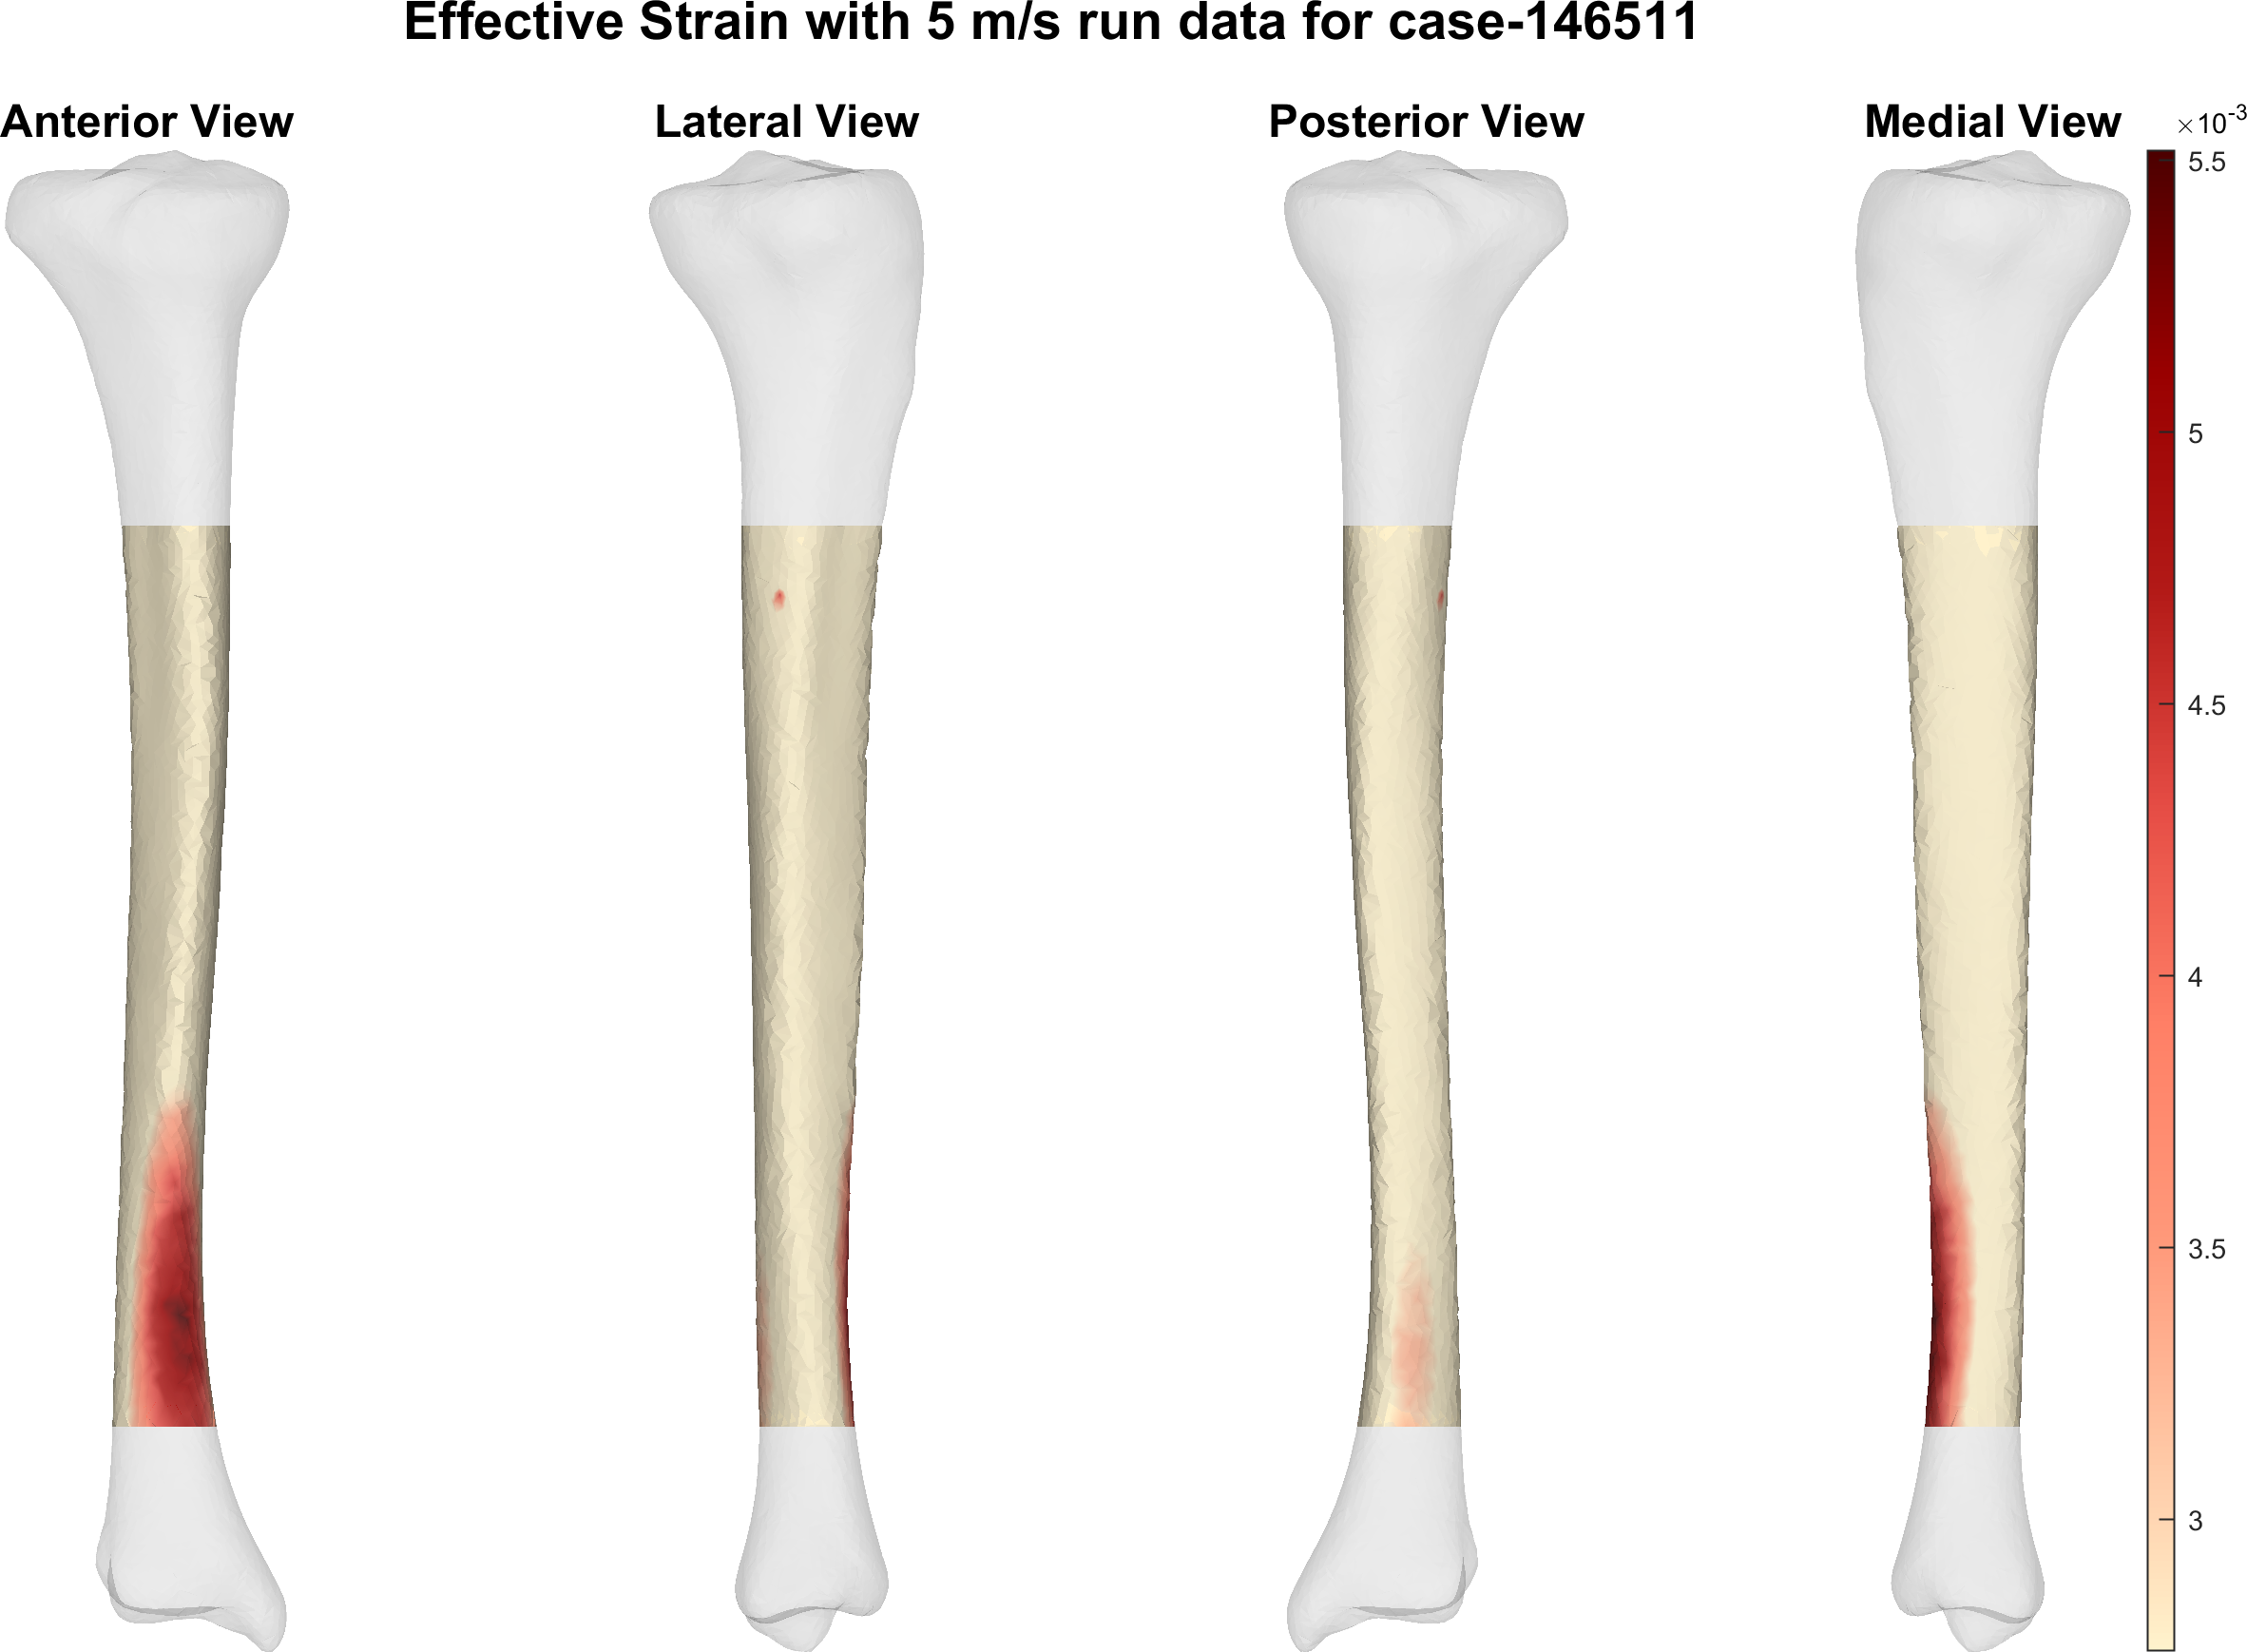 Effective Strain with 5 m/s run data for case-146511
Anterior View
Lateral View
Posterior View
Medial View
×10-3
5.5
5
4.5
4
3.5
3